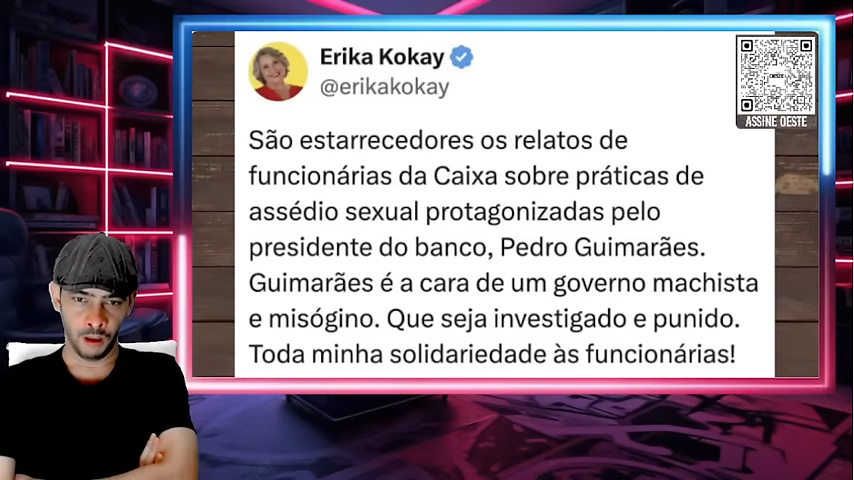 Erika Kokay
@erikakokay
São estarrecedores os relatos de
funcionárias da Caixa sobre práticas de
assédio sexual protagonizadas pelo
presidente do banco, Pedro Guimarães.
Guimarães é a cara de um governo machista
e misógino. Que seja investigado e punido.
Toda minha solidariedade às funcionárias!
ASSINE OESTE